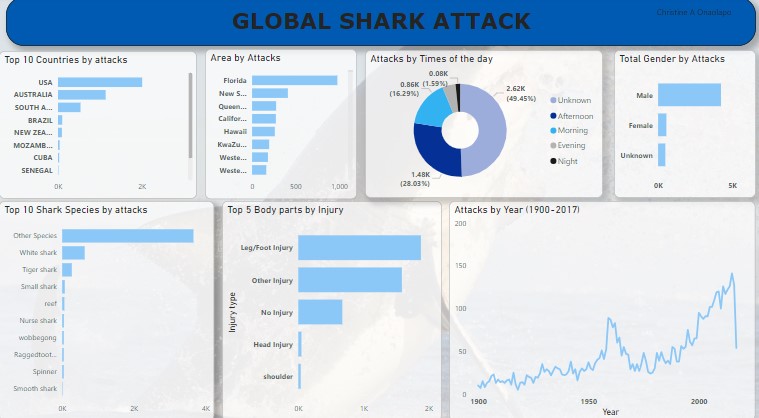 GLOBAL SHARK ATTACK
Christine A Onaolapo
Top 10 Countries by attacks
USA
AUSTRALIA
SOUTH A...
BRAZIL
NEW ZEA...
MOZAMB...
CUBA
SENEGAL
0K 2K
Area by Attacks
Florida
New S...
Queen...
Califor...
Hawaii
KwaZu...
Weste...
Weste...
0 500 1,000
Attacks by Times of the day
0.08K
(1.59%)
0.86K
(16.29%)
2.62K
(49.45%)
1.48K
(28.03%)
Unknown
Afternoon
Morning
Evening
Night
Total Gender by Attacks
Male
Female
Unknown
0K 5K
Top 10 Shark Species by attacks
Other Species
White shark
Tiger shark
Small shark
reef
Nurse shark
wobbegong
Raggedtoot...
Spinner
Smooth shark
0K 2K 4K
Top 5 Body parts by Injury
Injury type
Leg/Foot Injury
Other Injury
No Injury
Head Injury
shoulder
0K 1K 2K
Attacks by Year (1900-2017)
200
150
100
50
0
1900 1950 2000
Year